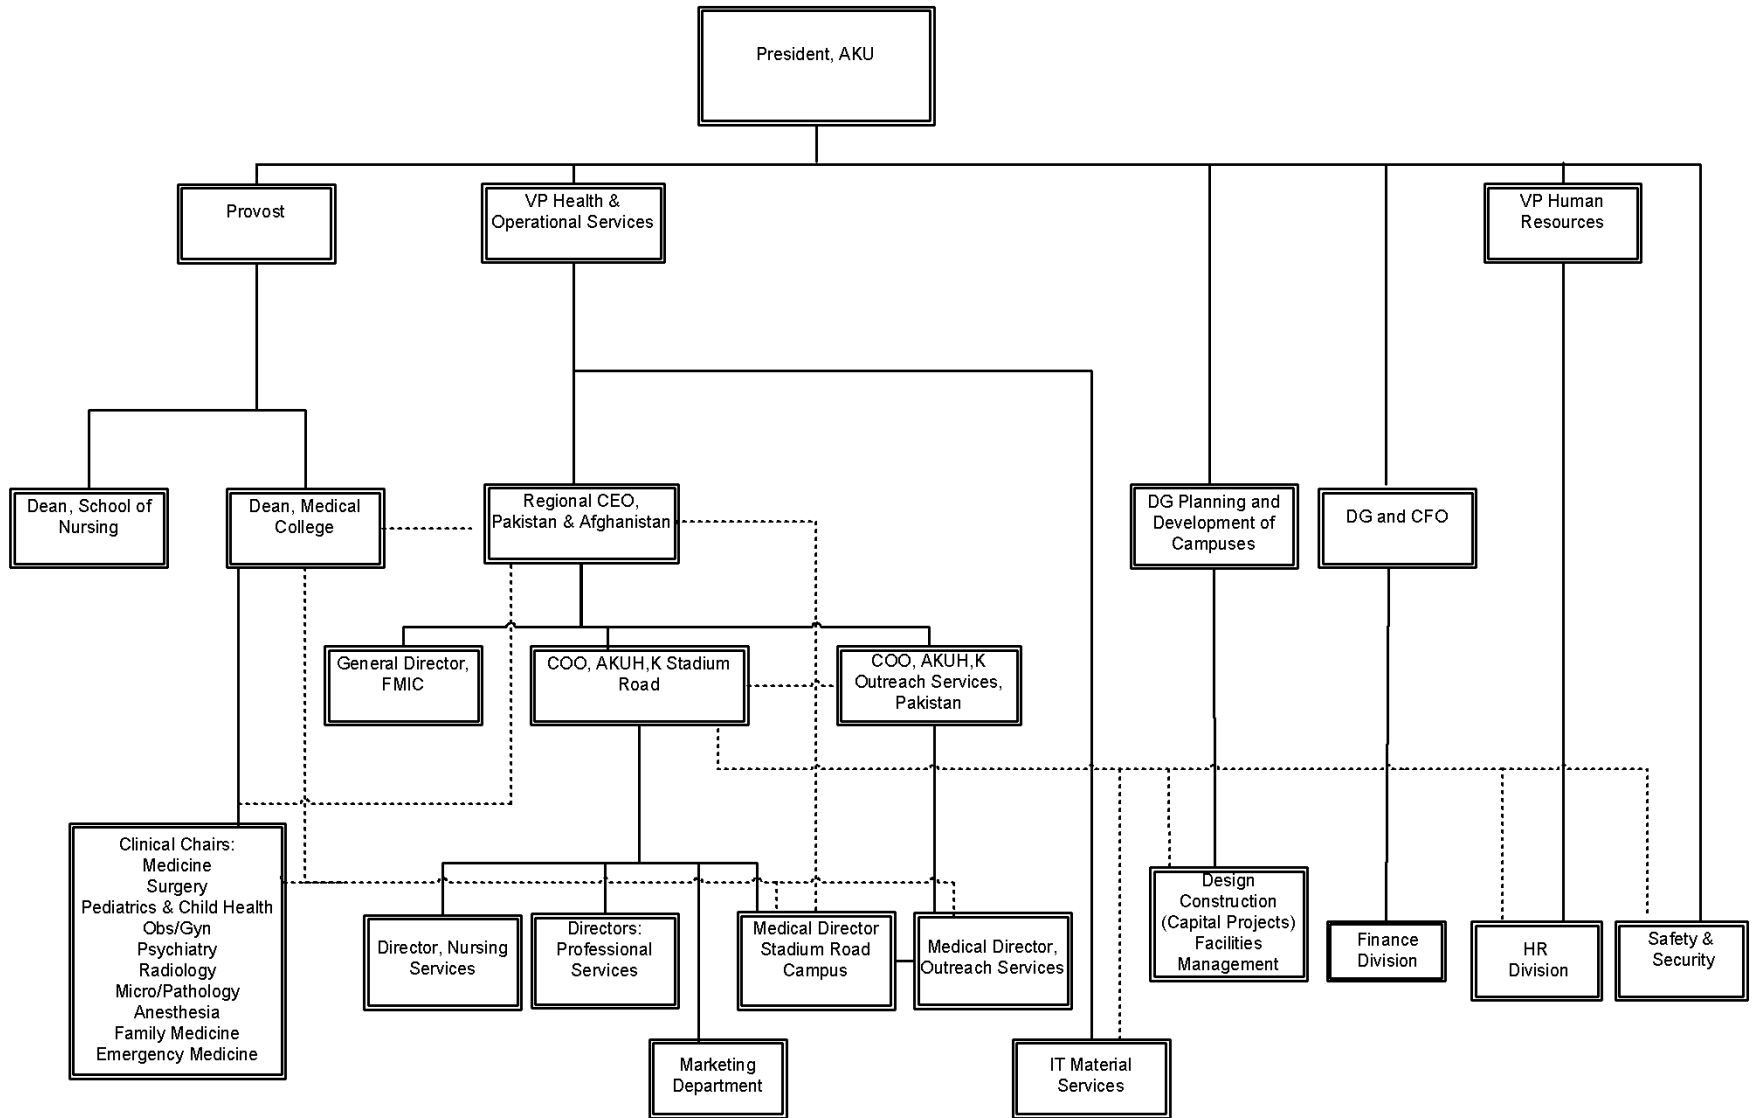 President, AKU
Provost
VP Health &
Operational Services
VP Human
Resources
Dean, School of
Nursing
Dean, Medical
College
Regional CEO,
Pakistan & Afghanistan
DG Planning and
Development of
Campuses
DG and CFO
General Director,
FMIC
COO, AKUH,K Stadium
Road
COO, AKUH,K
Outreach Services,
Pakistan
Clinical Chairs:
Medicine
Surgery
Pediatrics & Child Health
Obs/Gyn
Psychiatry
Radiology
Micro/Pathology
Anesthesia
Family Medicine
Emergency Medicine
Director, Nursing
Services
Directors:
Professional
Services
Medical Director
Stadium Road
Campus
Medical Director,
Outreach Services
Design
Construction
(Capital Projects)
Facilities
Management
Finance
Division
HR
Division
Safety &
Security
Marketing
Department
IT Material
Services